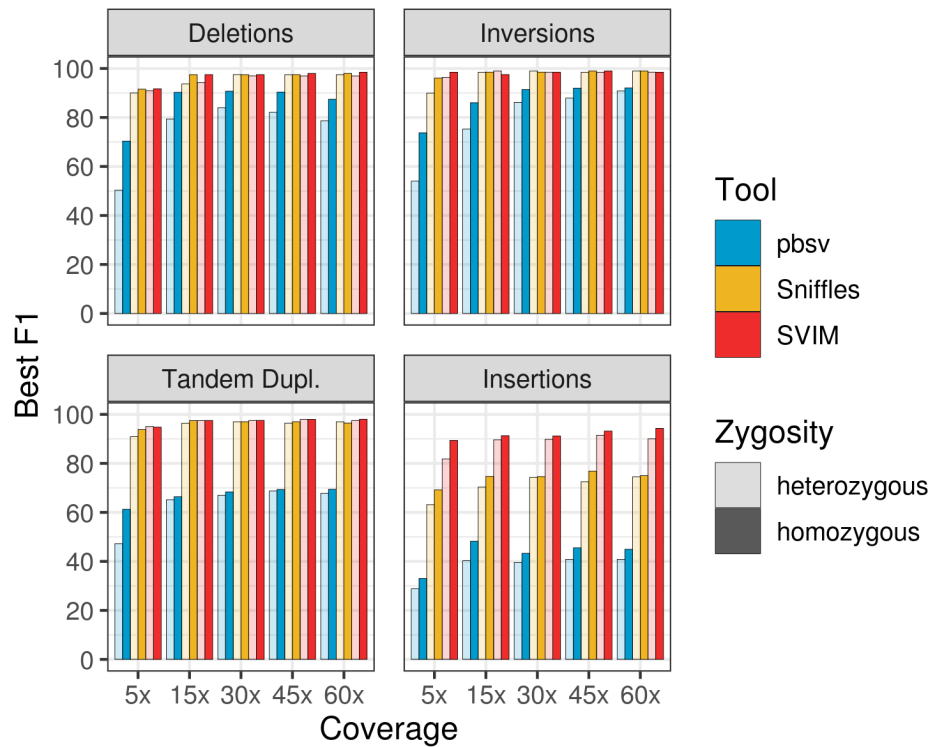 Deletions
Inversions
100
80
60
40
20
0
Tandem Dupl.
Insertions
100
80
60
40
20
0
5x 15x 30x 45x 60x
5x 15x 30x 45x 60x
Best F1
Coverage
Tool
pbsv
Sniffles
SVIM
Zygosity
heterozygous
homozygous